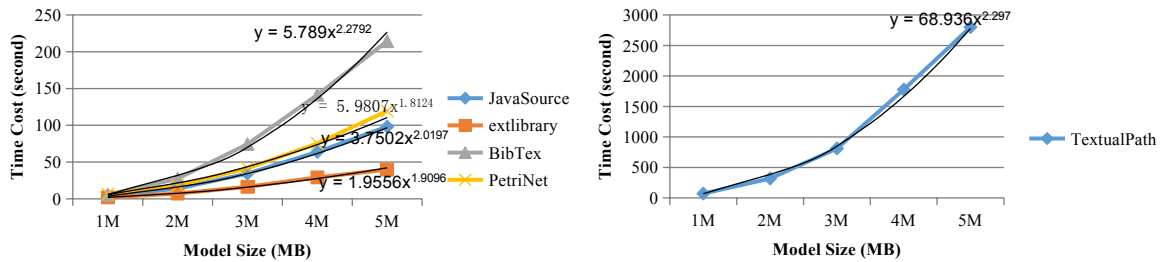 300
250
200
150
100
50
0
Time Cost (second)
y = 5.789x^2.2792
y = 5.9807x^1.8124
y = 3.7502x^2.0197
y = 1.9556x^1.9096
1M 2M 3M 4M 5M
Model Size (MB)
JavaSource
extlibrary
BibTex
PetriNet
3000
2500
2000
1500
1000
500
0
Time Cost (second)
y = 68.936x^2.297
1M 2M 3M 4M 5M
Model Size (MB)
TextualPath